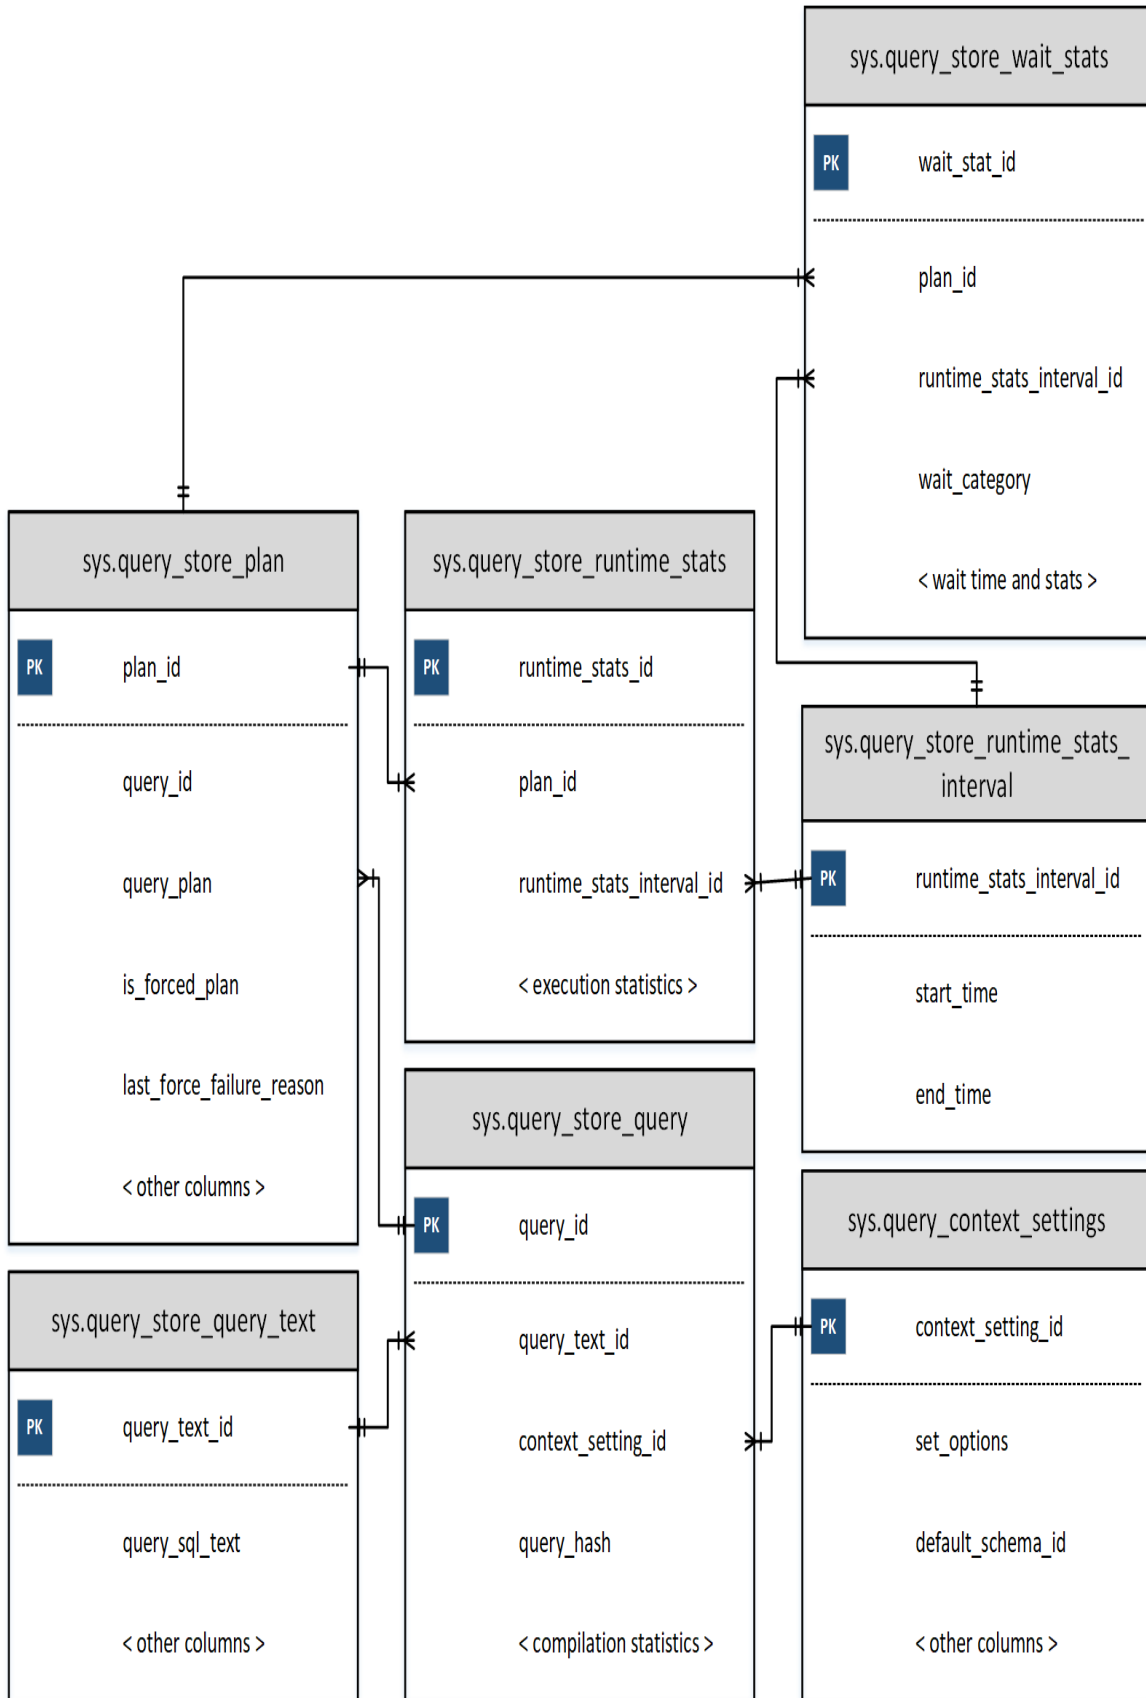 sys.query_store_wait_stats
PK wait_stat_id
plan_id
runtime_stats_interval_id
wait_category
< wait time and stats >
sys.query_store_plan
PK plan_id
query_id
query_plan
is_forced_plan
last_force_failure_reason
< other columns >
sys.query_store_runtime_stats
PK runtime_stats_id
plan_id
runtime_stats_interval_id
< execution statistics >
sys.query_store_runtime_stats_
interval
PK runtime_stats_interval_id
start_time
end_time
sys.query_store_query
PK query_id
query_text_id
context_setting_id
query_hash
< compilation statistics >
sys.query_context_settings
PK context_setting_id
set_options
default_schema_id
< other columns >
sys.query_store_query_text
PK query_text_id
query_sql_text
< other columns >